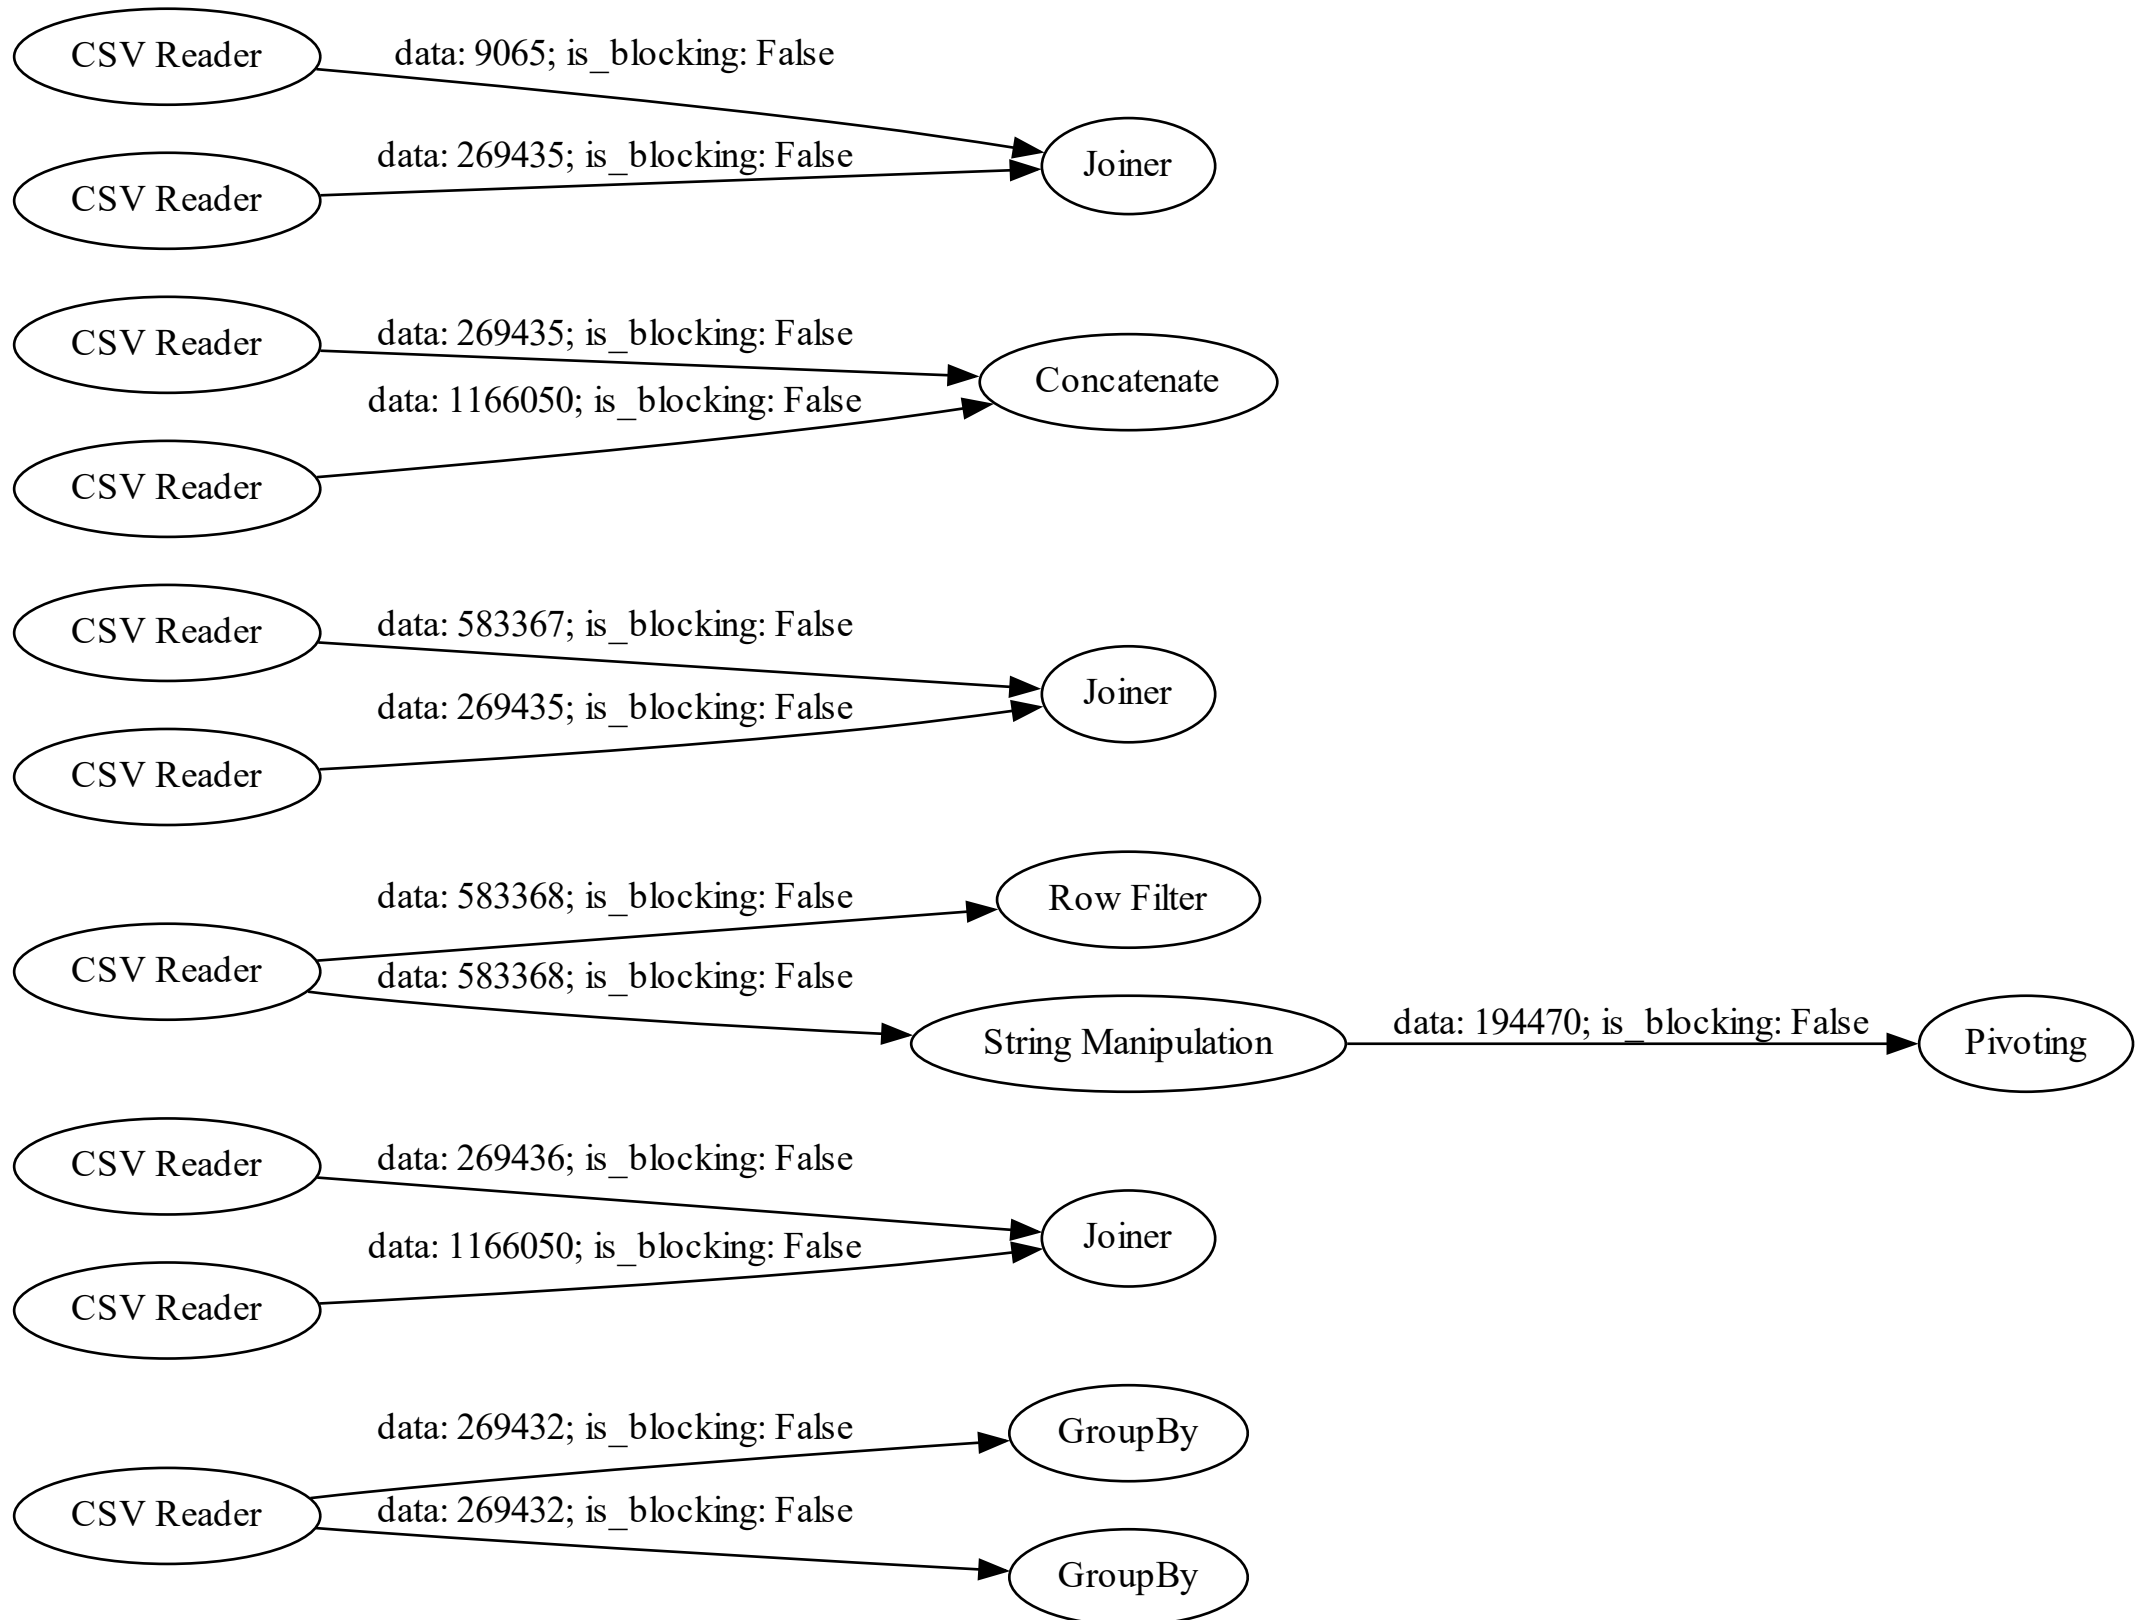 CSV Reader
data: 9065; is_blocking: False
CSV Reader
data: 269435; is_blocking: False
Joiner
CSV Reader
data: 269435; is_blocking: False
Concatenate
data: 1166050; is_blocking: False
CSV Reader
CSV Reader
data: 583367; is_blocking: False
Joiner
data: 269435; is_blocking: False
CSV Reader
data: 583368; is_blocking: False
Row Filter
CSV Reader
data: 583368; is_blocking: False
String Manipulation
data: 194470; is_blocking: False
Pivoting
CSV Reader
data: 269436; is_blocking: False
Joiner
data: 1166050; is_blocking: False
CSV Reader
data: 269432; is_blocking: False
GroupBy
CSV Reader
data: 269432; is_blocking: False
GroupBy